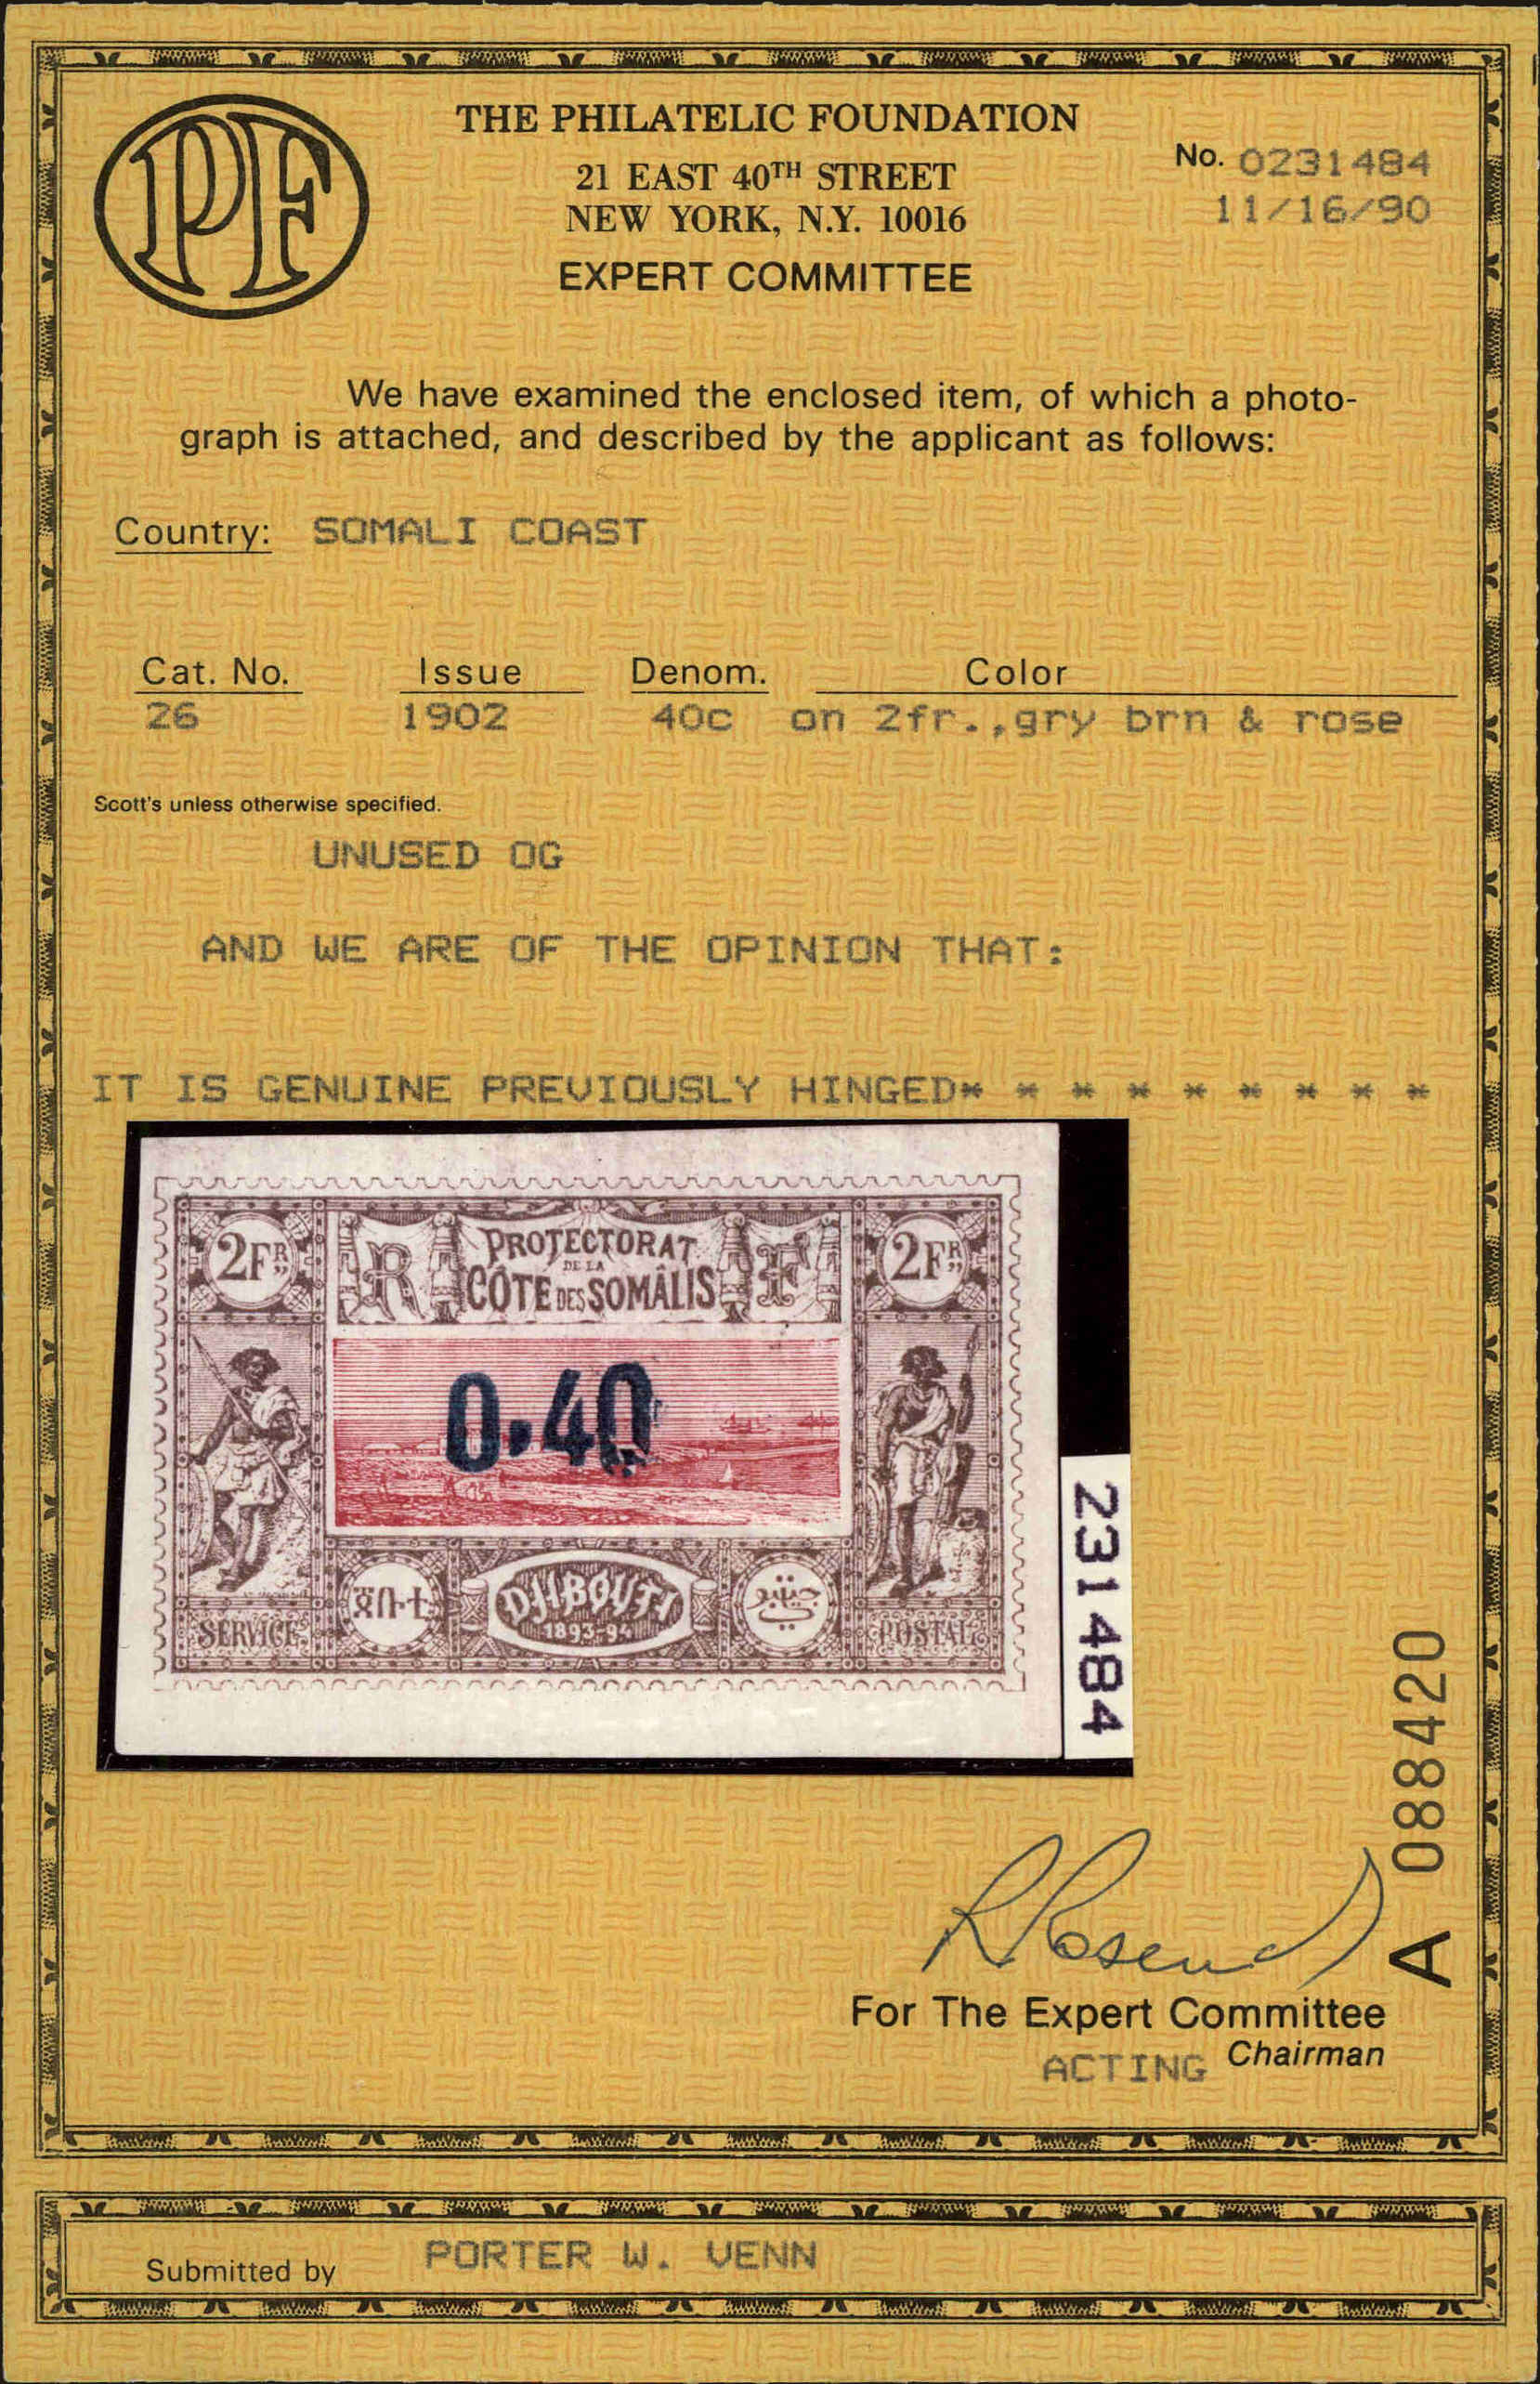 PF
THE PHILATELIC FOUNDATION
21 EAST 40TH STREET
NEW YORK, N.Y. 10016
EXPERT COMMITTEE
No. 0231484
11/16/90
We have examined the enclosed item, of which a photo-
graph is attached, and described by the applicant as follows:
Country: SOMALI COAST
Cat. No. Issue Denom. Color
26 1902 40c on 2fr.,gry brn & rose
Scott's unless otherwise specified.
UNUSED OG
AND WE ARE OF THE OPINION THAT:
IT IS GENUINE PREVIOUSLY HINGED* * * * * * * * *
2FR R PROTECTORAT F 2FR
DE LA
CÔTE DES SOMÂLIS
0.40
DJIBOUTI
1893-94
SERVICE POSTAL
231484
A 088420
For The Expert Committee
ACTING Chairman
Submitted by PORTER W. VENN